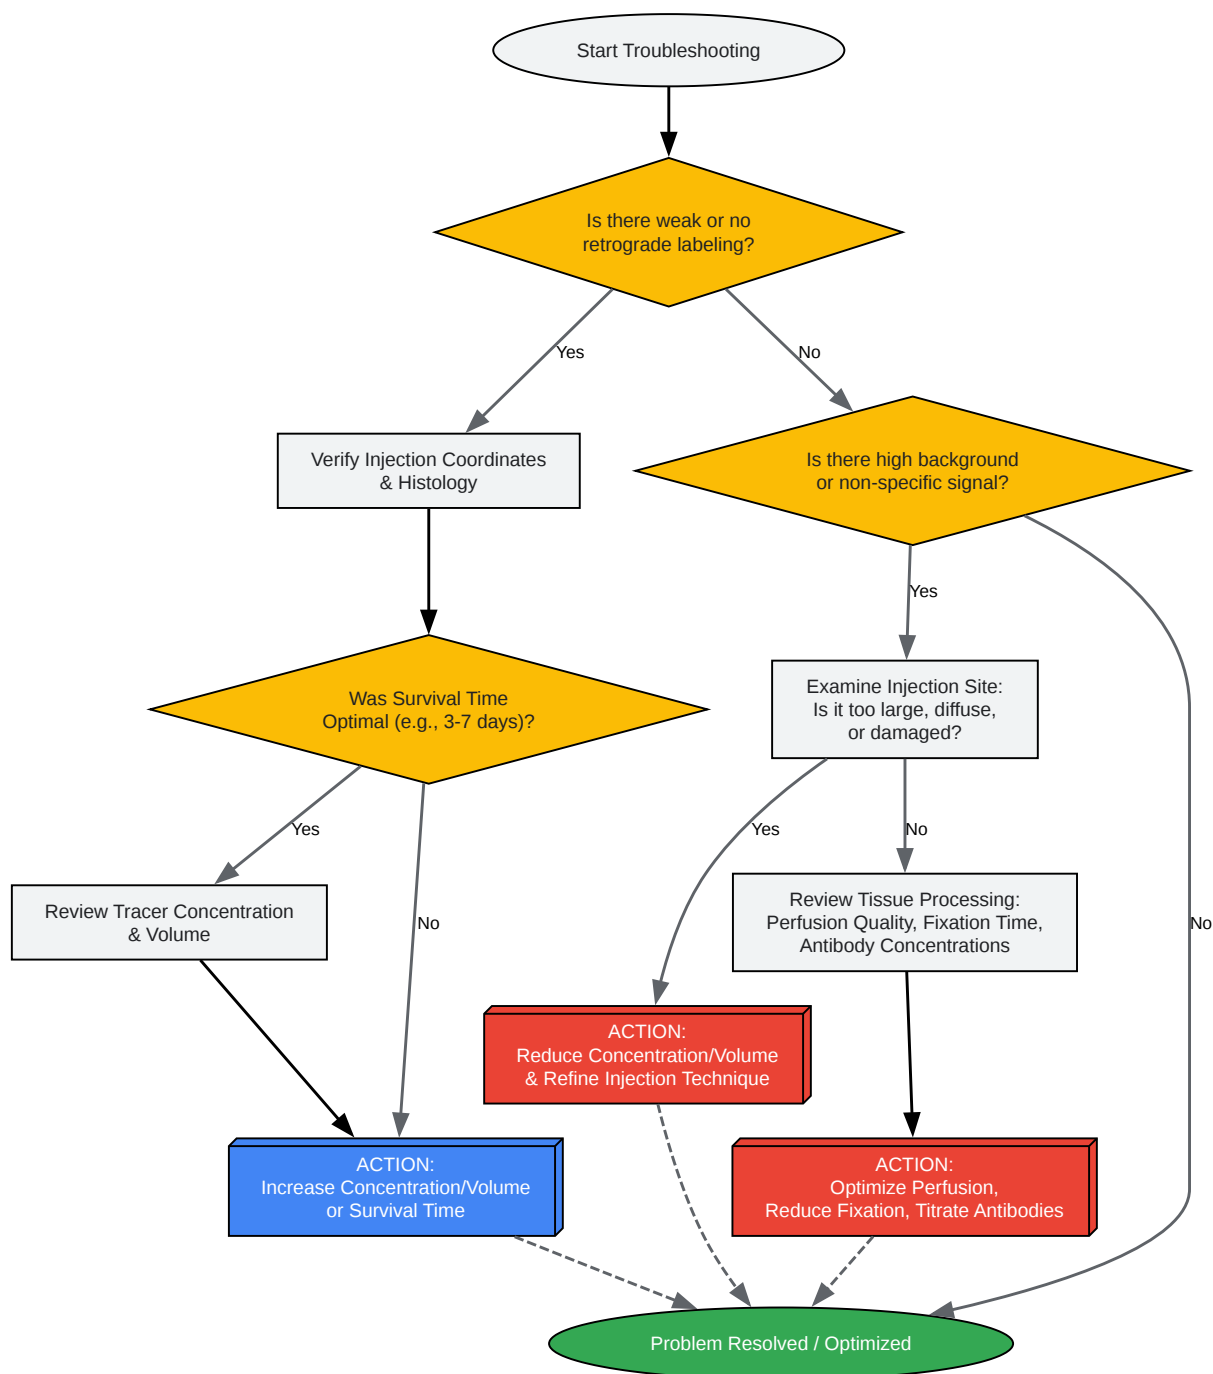 Start Troubleshooting
Is there weak or no
retrograde labeling?
Yes
No
Verify Injection Coordinates
& Histology
Is there high background
or non-specific signal?
Yes
No
Was Survival Time
Optimal (e.g., 3-7 days)?
Yes
No
Examine Injection Site:
Is it too large, diffuse,
or damaged?
Yes
No
Review Tracer Concentration
& Volume
Review Tissue Processing:
Perfusion Quality, Fixation Time,
Antibody Concentrations
ACTION:
Reduce Concentration/Volume
& Refine Injection Technique
ACTION:
Increase Concentration/Volume
or Survival Time
ACTION:
Optimize Perfusion,
Reduce Fixation, Titrate Antibodies
Problem Resolved / Optimized